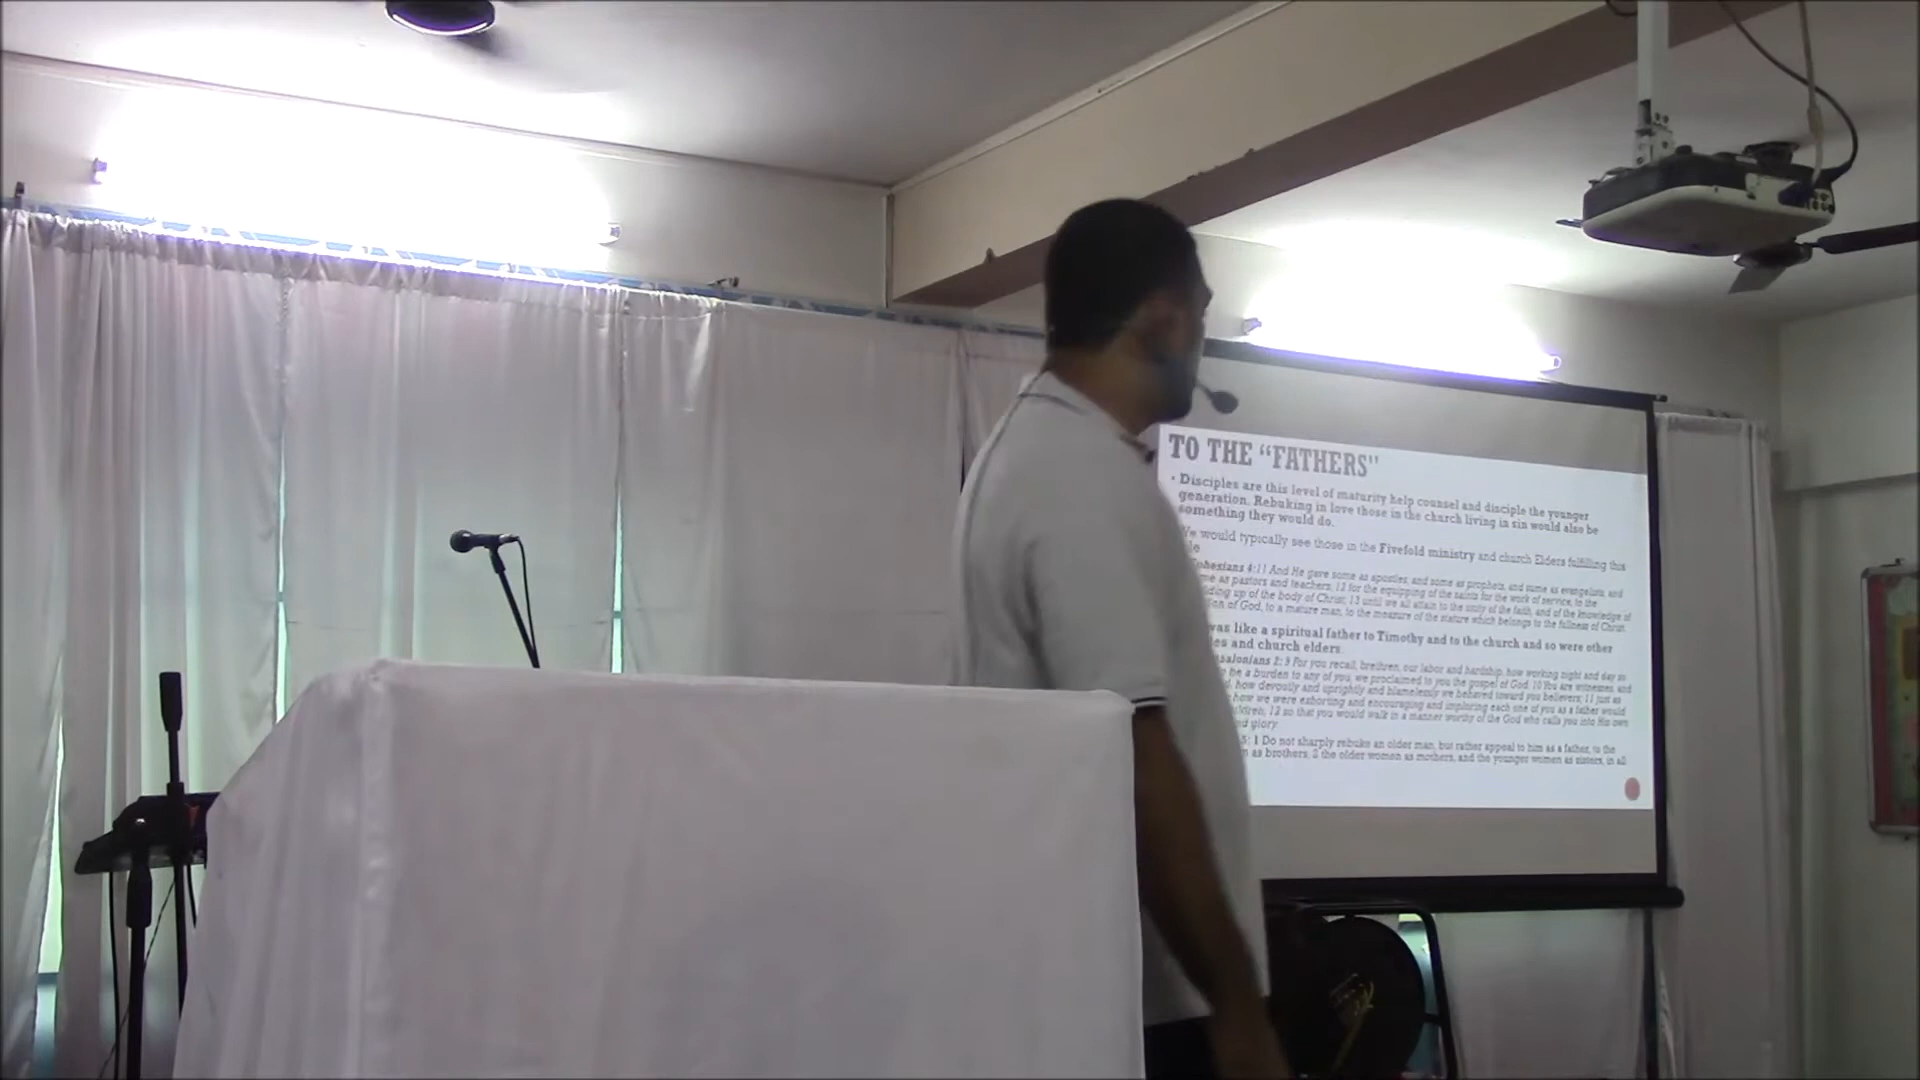 TO THE “FATHERS”
• Disciples are this level of maturity help counsel and disciple the younger
generation. Rebuking in love those in the church living in sin would also be
something they would do.
We would typically see those in the Fivefold ministry and church Elders fulfilling this
Ephesians 4:11 And He gave some as apostles, and some as prophets, and some as evangelists, and
as pastors and teachers, 12 for the equipping of the saints for the work of service, to the
up of the body of Christ; 13 until we all attain to the unity of the faith, and of the knowledge of
of God, to a mature man, to the measure of the stature which belongs to the fullness of Christ.
was like a spiritual father to Timothy and to the church and so were other
and church elders.
2: 9 For you recall, brethren, our labor and hardship, how working night and day so
to be a burden to any of you, we proclaimed to you the gospel of God. 10 You are witnesses, and
how devoutly and uprightly and blamelessly we behaved toward you believers; 11 just as
how we were exhorting and encouraging and imploring each one of you as a father would
12 so that you would walk in a manner worthy of the God who calls you into His own
glory.
5: 1 Do not sharply rebuke an older man, but rather appeal to him as a father, to the
as brothers, 2 the older women as mothers, and the younger women as sisters, in all